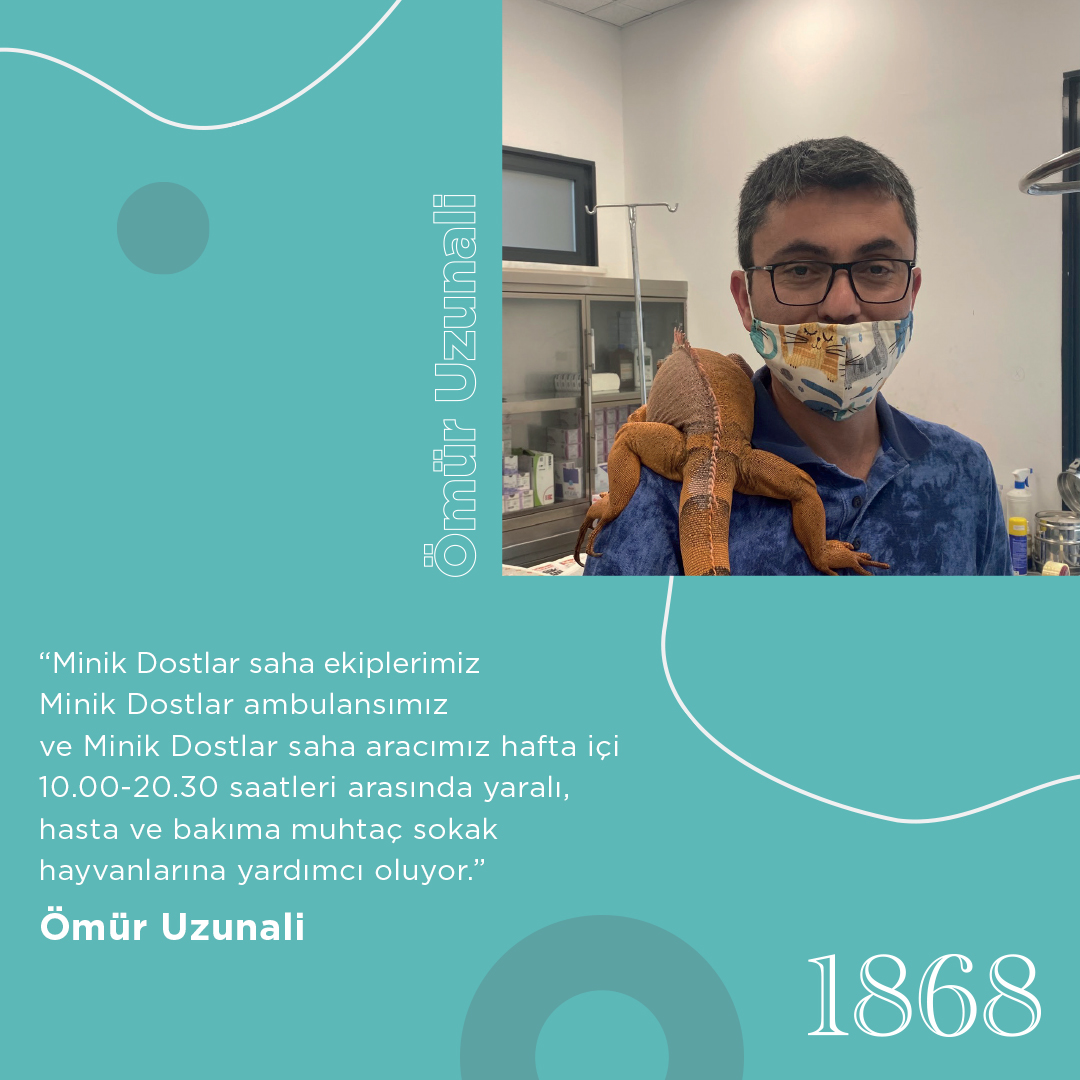 Ömür Uzunali
“Minik Dostlar saha ekiplerimiz
Minik Dostlar ambulansımız
ve Minik Dostlar saha aracımız hafta içi
10.00-20.30 saatleri arasında yaralı,
hasta ve bakıma muhtaç sokak
hayvanlarına yardımcı oluyor.”
Ömür Uzunali
1868